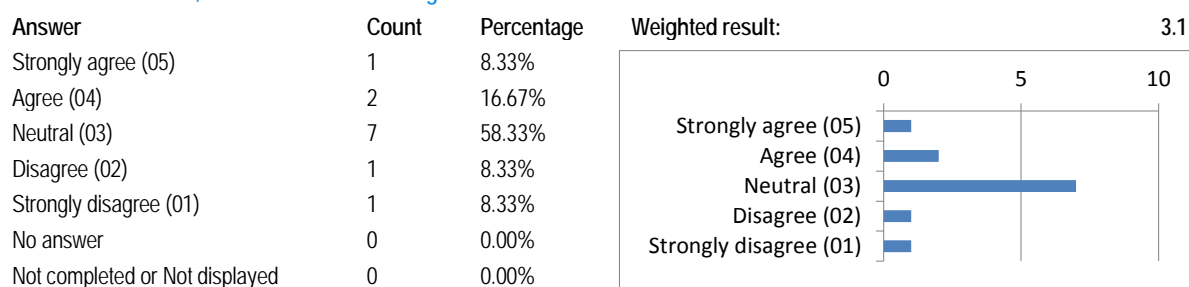 Answer Count Percentage Weighted result: 3.1
Strongly agree (05) 1 8.33%
Agree (04) 2 16.67%
Neutral (03) 7 58.33%
Disagree (02) 1 8.33%
Strongly disagree (01) 1 8.33%
No answer 0 0.00%
Not completed or Not displayed 0 0.00%
0 5 10
Strongly agree (05)
Agree (04)
Neutral (03)
Disagree (02)
Strongly disagree (01)